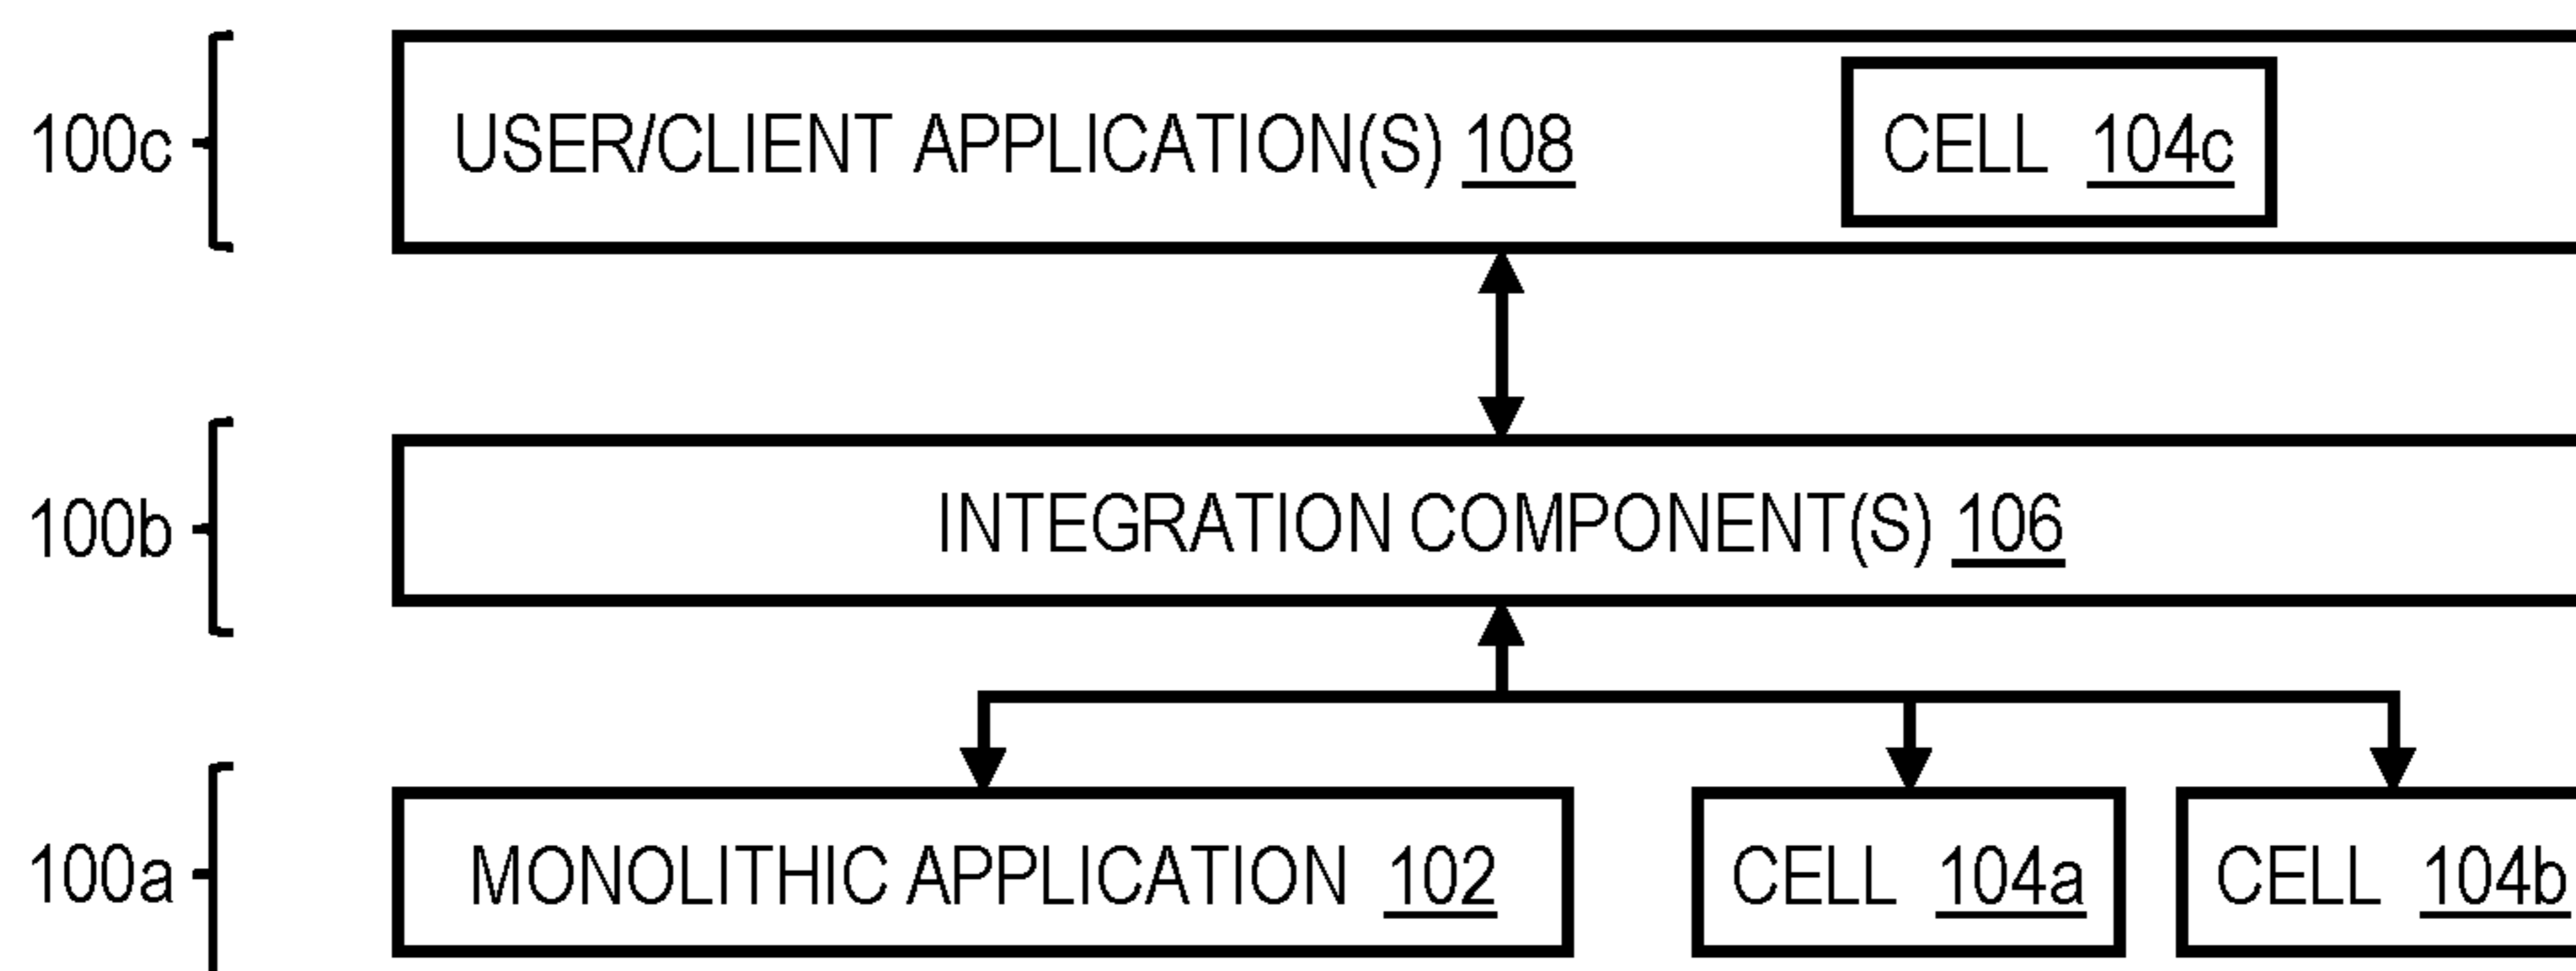 100c USER/CLIENT APPLICATION(S) 108 CELL 104c
100b INTEGRATION COMPONENT(S) 106
100a MONOLITHIC APPLICATION 102 CELL 104a CELL 104b